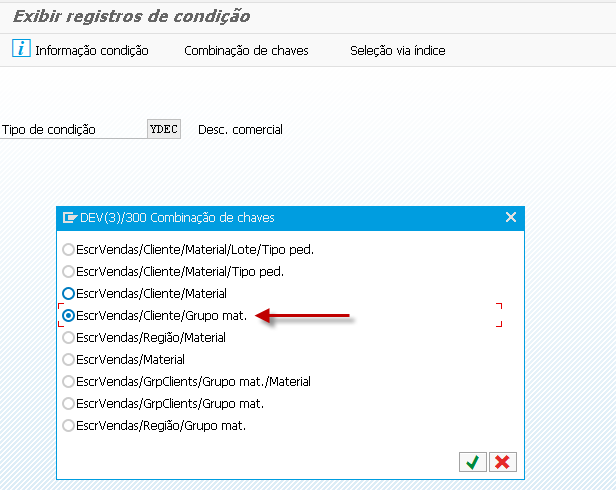 Exibir registros de condição
Informação condição Combinação de chaves Seleção via índice
Tipo de condição YDEC Desc. comercial
DEV(3)/300 Combinação de chaves
EscrVendas/Cliente/Material/Lote/Tipo ped.
EscrVendas/Cliente/Material/Tipo ped.
EscrVendas/Cliente/Material
EscrVendas/Cliente/Grupo mat.
EscrVendas/Região/Material
EscrVendas/Material
EscrVendas/GrpClients/Grupo mat./Material
EscrVendas/GrpClients/Grupo mat.
EscrVendas/Região/Grupo mat.